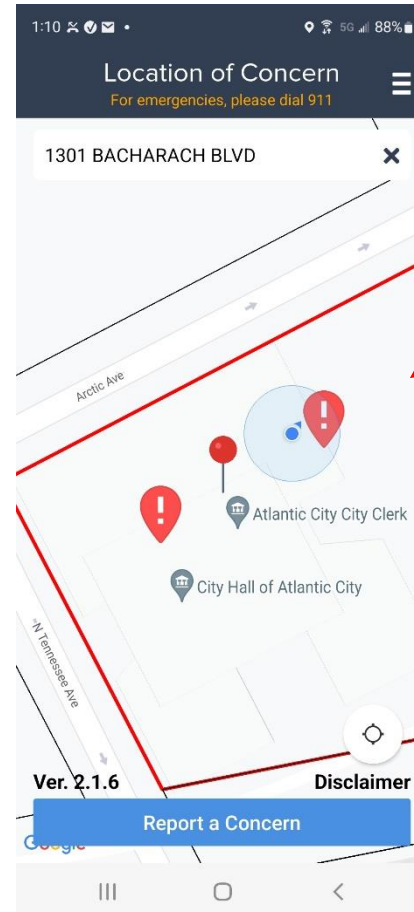 1:10
5G
88%
Location of Concern
For emergencies, please dial 911
1301 BACHARACH BLVD
Arctic Ave
Atlantic City City Clerk
City Hall of Atlantic City
N Tennessee Ave
Ver. 2.1.6
Disclaimer
Report a Concern
Google